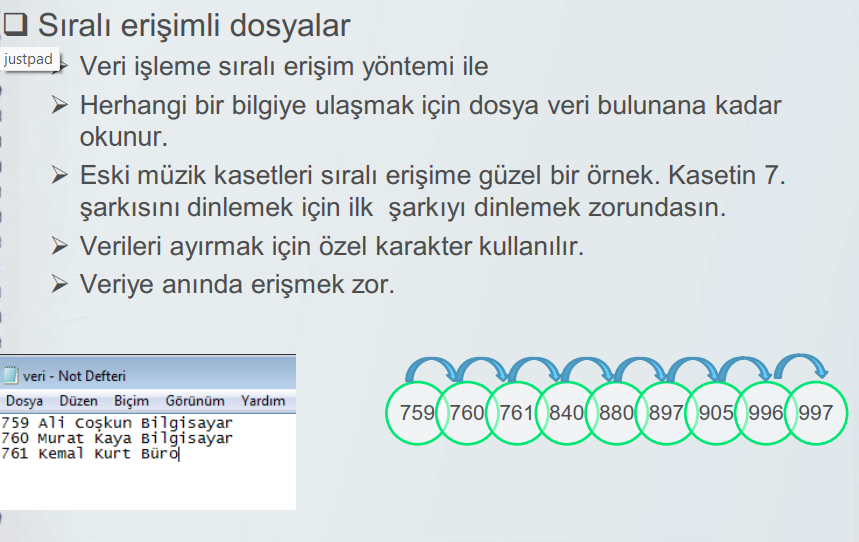 Sıralı erişimli dosyalar
justpad
Veri işleme sıralı erişim yöntemi ile
Herhangi bir bilgiye ulaşmak için dosya veri bulunana kadar
okunur.
Eski müzik kasetleri sıralı erişime güzel bir örnek. Kasetin 7.
şarkısını dinlemek için ilk şarkıyı dinlemek zorundasın.
Verileri ayırmak için özel karakter kullanılır.
Veriye anında erişmek zor.
veri - Not Defteri
Dosya Düzen Biçim Görünüm Yardım
759 Ali Coşkun Bilgisayar
760 Murat Kaya Bilgisayar
761 Kemal Kurt Büro
759 760 761 840 880 897 905 996 997